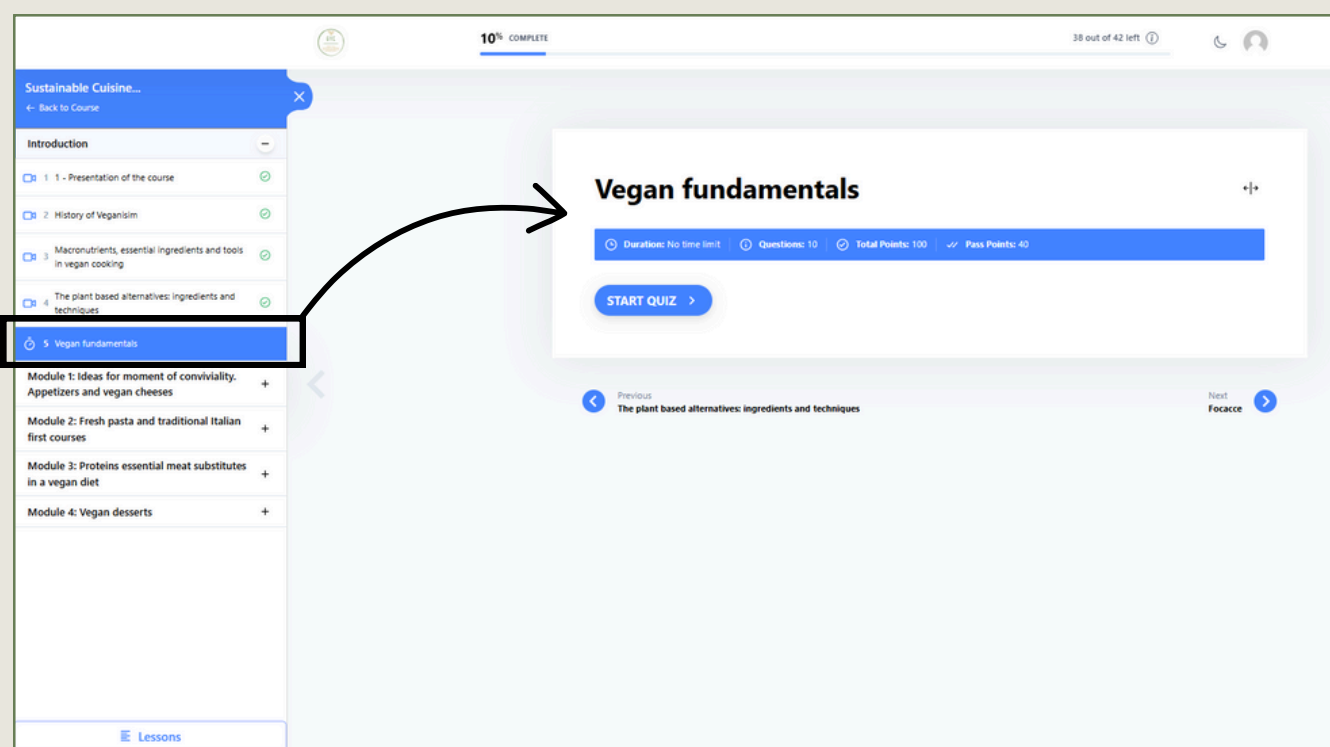 10% COMPLETE
38 out of 42 left
Sustainable Cuisine...
← Back to Course
Introduction
1 1 - Presentation of the course
2 History of Veganisim
3 Macronutrients, essential ingredients and tools
in vegan cooking
4 The plant based alternatives: ingredients and
techniques
5 Vegan fundamentals
Module 1: Ideas for moment of conviviality.
Appetizers and vegan cheeses
Module 2: Fresh pasta and traditional Italian
first courses
Module 3: Proteins essential meat substitutes
in a vegan diet
Module 4: Vegan desserts
Lessons
Vegan fundamentals
Duration: No time limit Questions: 10 Total Points: 100 Pass Points: 40
START QUIZ
Previous
The plant based alternatives: ingredients and techniques
Next
Focacce